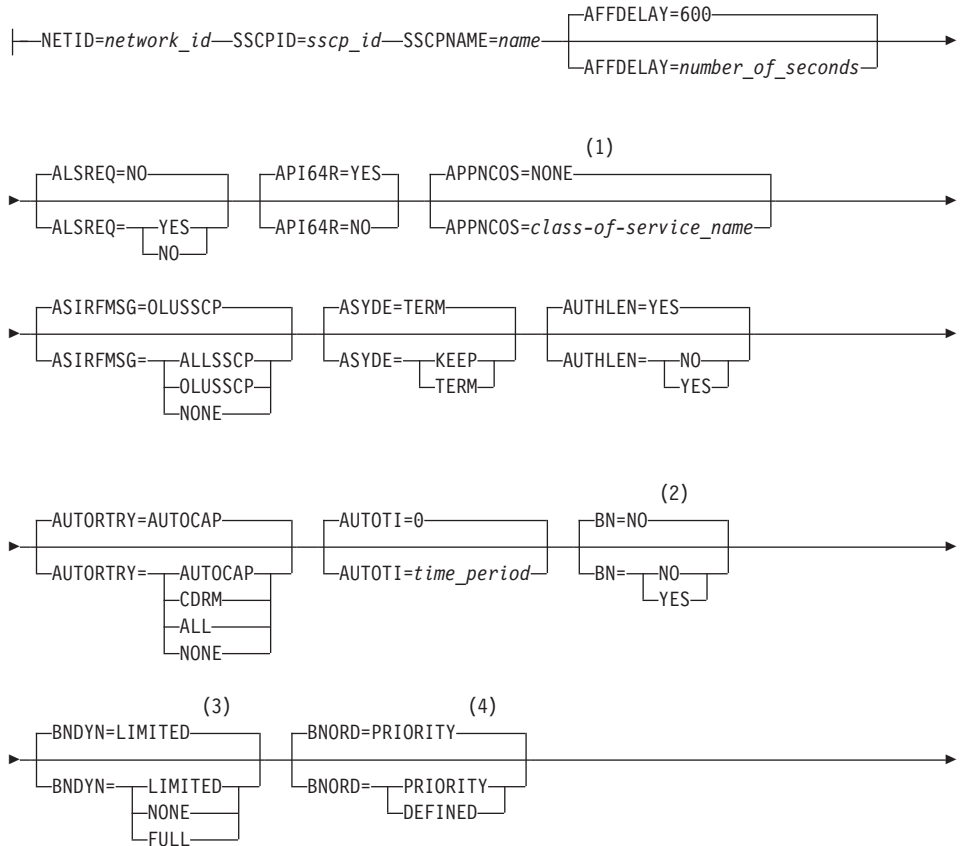 AFFDELAY=600
NETID=network_id SSCPID=sscp_id SSCPNAME=name
AFFDELAY=number_of_seconds
(1)
ALSREQ=NO API64R=YES APPNCOS=NONE
ALSREQ= YES API64R=NO APPNCOS=class-of-service_name
NO
ASIRFMSG=OLUSSCP ASYDE=TERM AUTHLEN=YES
ASIRFMSG= ALLSSCP ASYDE= KEEP AUTHLEN= NO
OLUSSCP TERM YES
NONE
(2)
AUTORTRY=AUTOCAP AUTOTI=0 BN=NO
AUTORTRY= AUTOCAP AUTOTI=time_period BN= NO
CDRM YES
ALL
NONE
(3) (4)
BNDYN=LIMITED BNORD=PRIORITY
BNDYN= LIMITED BNORD= PRIORITY
NONE DEFINED
FULL